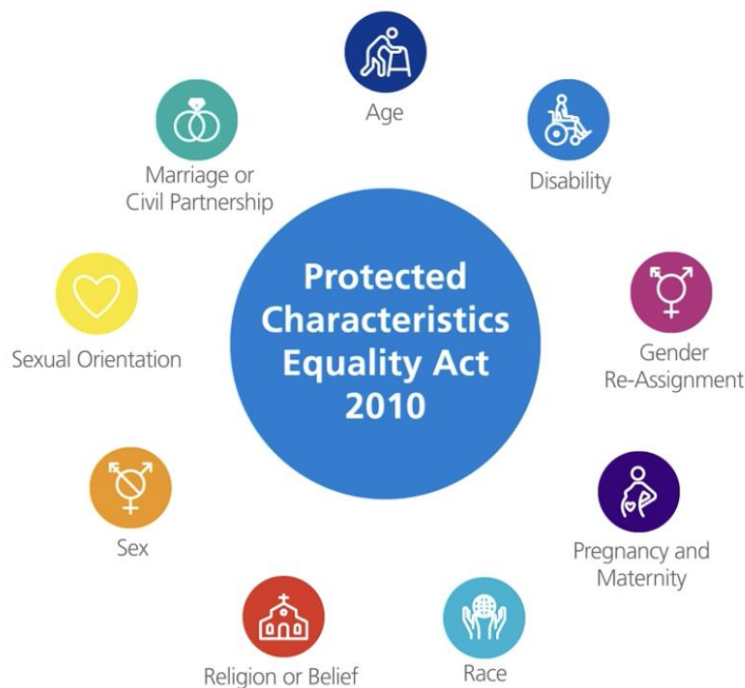 Protected
Characteristics
Equality Act
2010
Age
Disability
Gender
Re-Assignment
Pregnancy and
Maternity
Race
Religion or Belief
Sex
Sexual Orientation
Marriage or
Civil Partnership